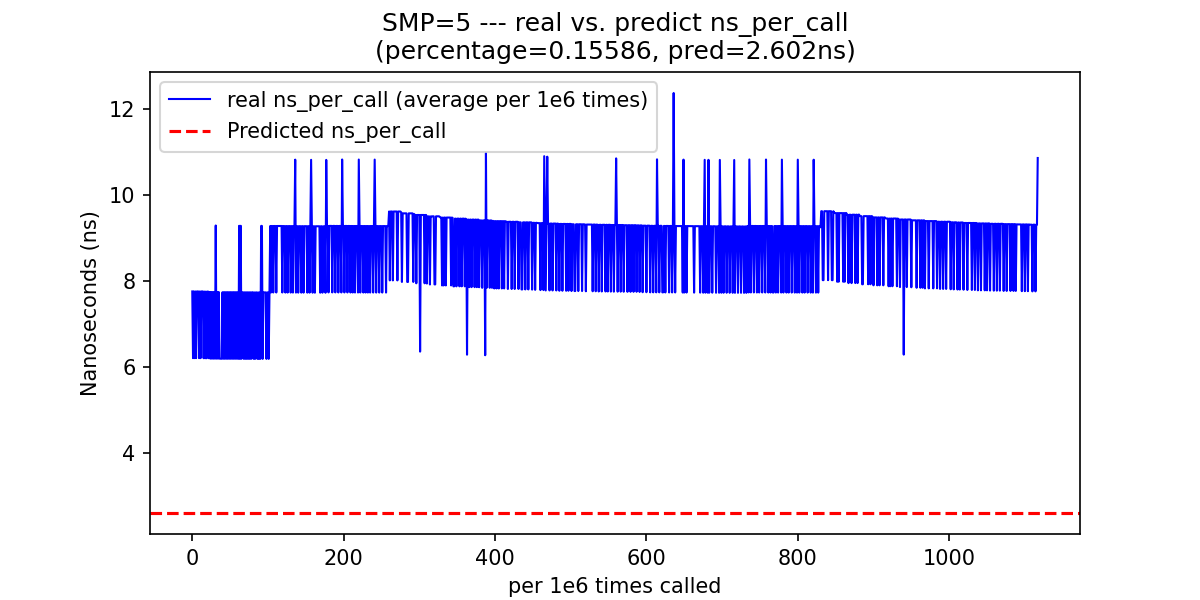 SMP=5 --- real vs. predict ns_per_call
(percentage=0.15586, pred=2.602ns)
real ns_per_call (average per 1e6 times)
Predicted ns_per_call
Nanoseconds (ns)
12
10
8
6
4
0 200 400 600 800 1000
per 1e6 times called